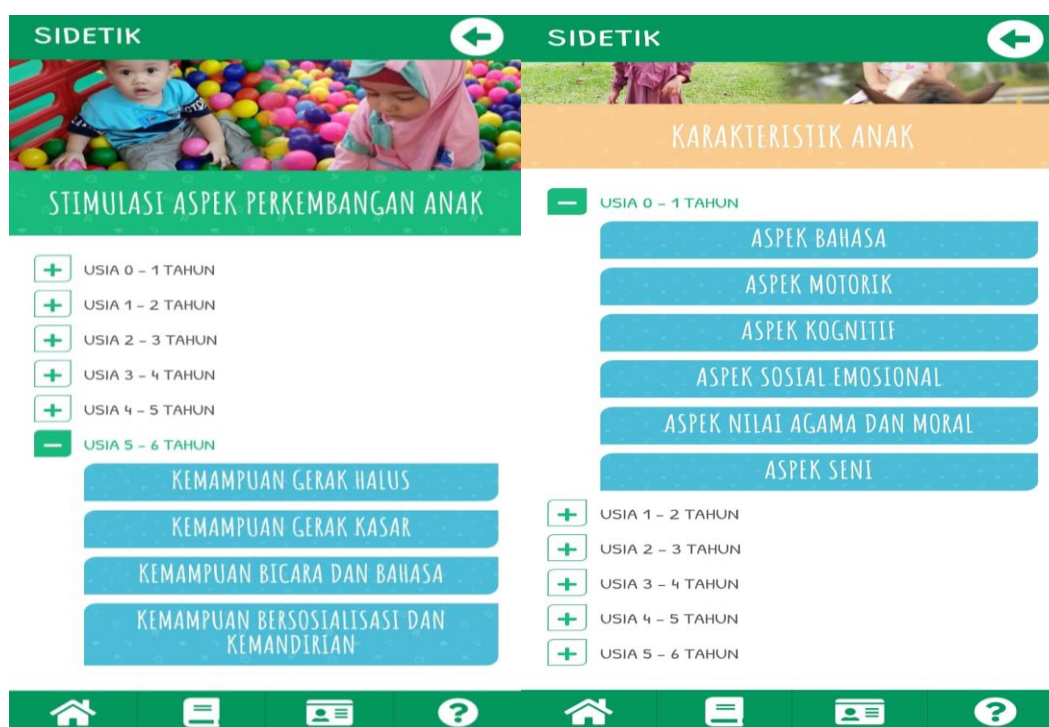 SIDETIK
STIMULASI ASPEK PERKEMBANGAN ANAK
USIA 0 - 1 TAHUN
USIA 1 - 2 TAHUN
USIA 2 - 3 TAHUN
USIA 3 - 4 TAHUN
USIA 4 - 5 TAHUN
USIA 5 - 6 TAHUN
KEMAMPUAN GERAK HALUS
KEMAMPUAN GERAK KASAR
KEMAMPUAN BICARA DAN BAHASA
KEMAMPUAN BERSOSIALISASI DAN
KEMANDIRIAN
SIDETIK
KARAKTERISTIK ANAK
USIA 0 - 1 TAHUN
ASPEK BAHASA
ASPEK MOTORIK
ASPEK KOGNITIF
ASPEK SOSIAL EMOSIONAL
ASPEK NILAI AGAMA DAN MORAL
ASPEK SENI
USIA 1 - 2 TAHUN
USIA 2 - 3 TAHUN
USIA 3 - 4 TAHUN
USIA 4 - 5 TAHUN
USIA 5 - 6 TAHUN